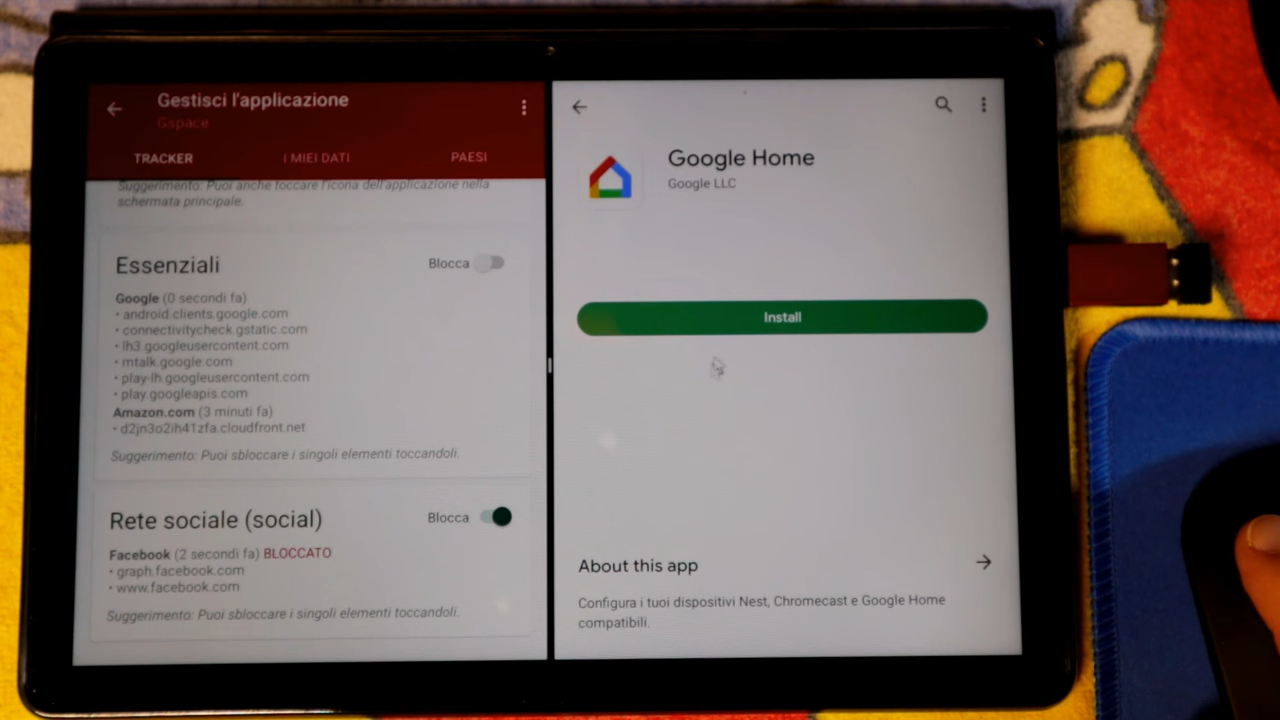 Gestisci l'applicazione
Gspace
TRACKER I MIEI DATI PAESI
Suggerimento: Puoi anche toccare l'icona dell'applicazione nella
schermata principale.
Essenziali Blocca
Google (0 secondi fa)
• android.clients.google.com
• connectivitycheck.gstatic.com
• lh3.googleusercontent.com
• mtalk.google.com
• play-lh.googleusercontent.com
• play.googleapis.com
Amazon.com (3 minuti fa)
• d2jn3o2ih41zfa.cloudfront.net
Suggerimento: Puoi sbloccare i singoli elementi toccandoli.
Rete sociale (social) Blocca
Facebook (2 secondi fa) BLOCCATO
• graph.facebook.com
• www.facebook.com
Suggerimento: Puoi sbloccare i singoli elementi toccandoli.
Google Home
Google LLC
Install
About this app
Configura i tuoi dispositivi Nest, Chromecast e Google Home
compatibili.